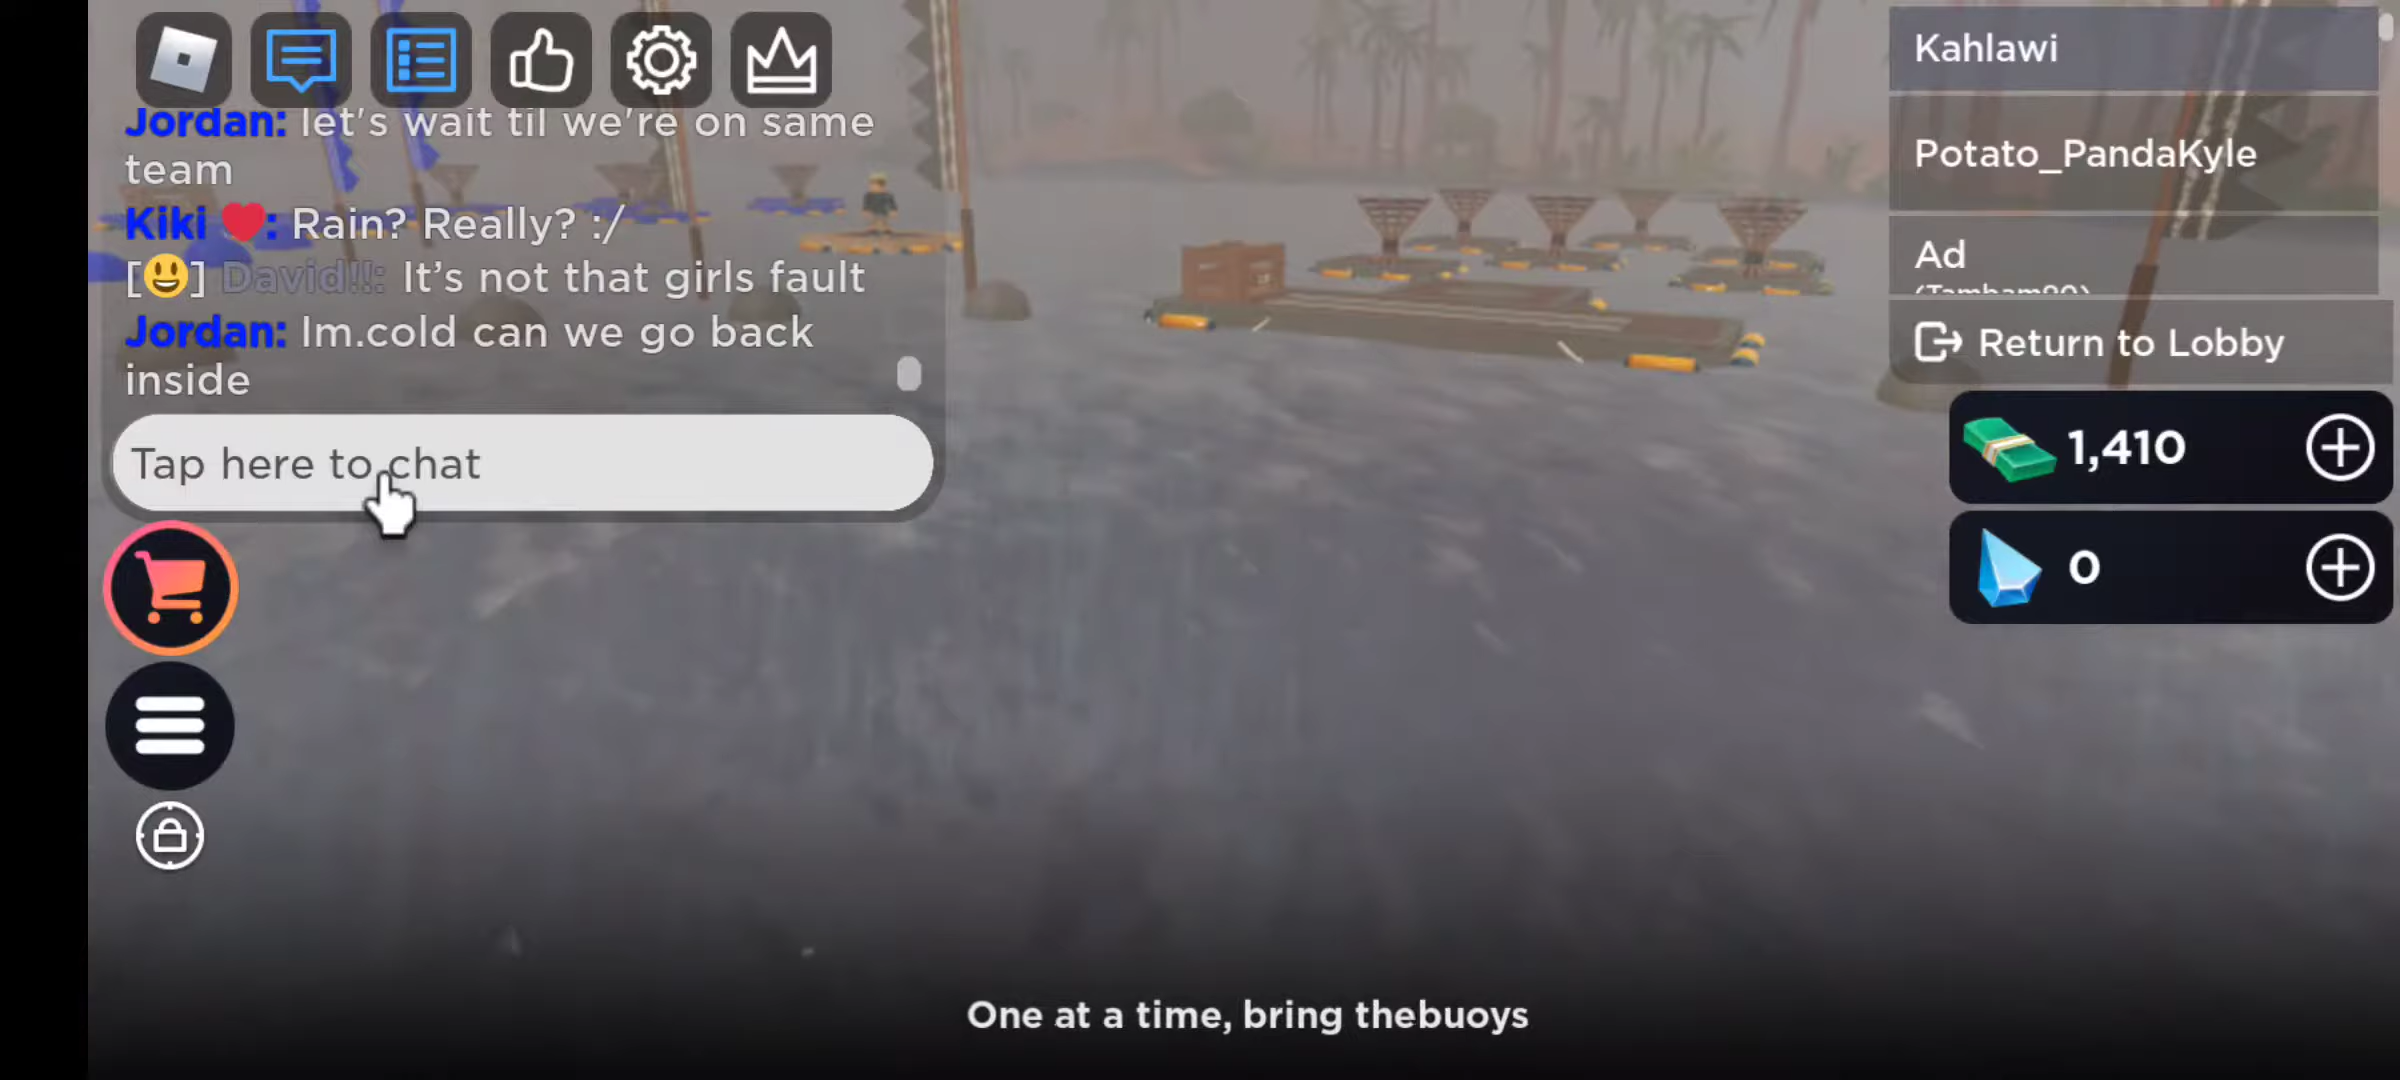 Jordan: let's wait til we're on same
team
Kiki ❤️: Rain? Really? :/
[😃] David!!: It’s not that girls fault
Jordan: Im.cold can we go back
inside
Tap here to chat
Kahlawi
Potato_PandaKyle
Ad
Return to Lobby
1,410
0
One at a time, bring thebuoys